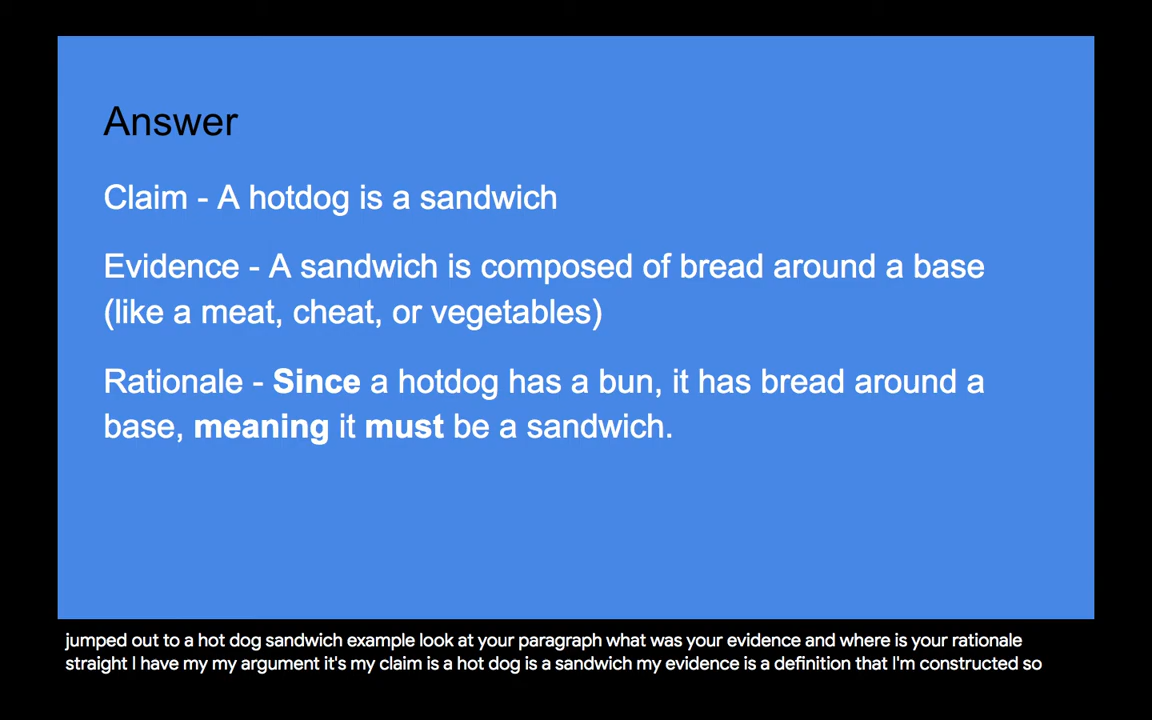 Answer
Claim - A hotdog is a sandwich
Evidence - A sandwich is composed of bread around a base
(like a meat, cheat, or vegetables)
Rationale - Since a hotdog has a bun, it has bread around a
base, meaning it must be a sandwich.
jumped out to a hot dog sandwich example look at your paragraph what was your evidence and where is your rationale
straight I have my my argument it's my claim is a hot dog is a sandwich my evidence is a definition that I'm constructed so